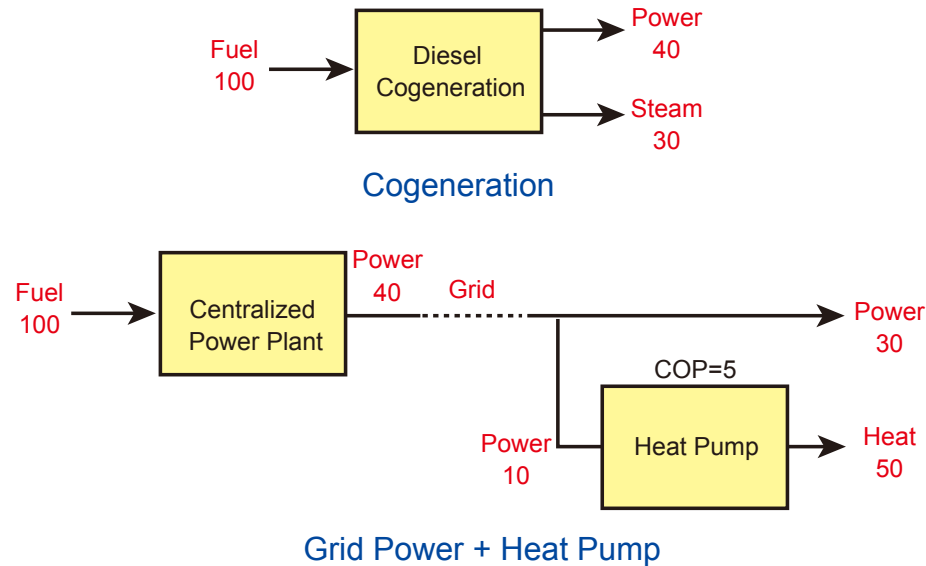 Fuel
100
Diesel
Cogeneration
Power
40
Steam
30
Cogeneration
Fuel
100
Centralized
Power Plant
Power
40
Grid
Power
30
COP=5
Power
10
Heat Pump
Heat
50
Grid Power + Heat Pump